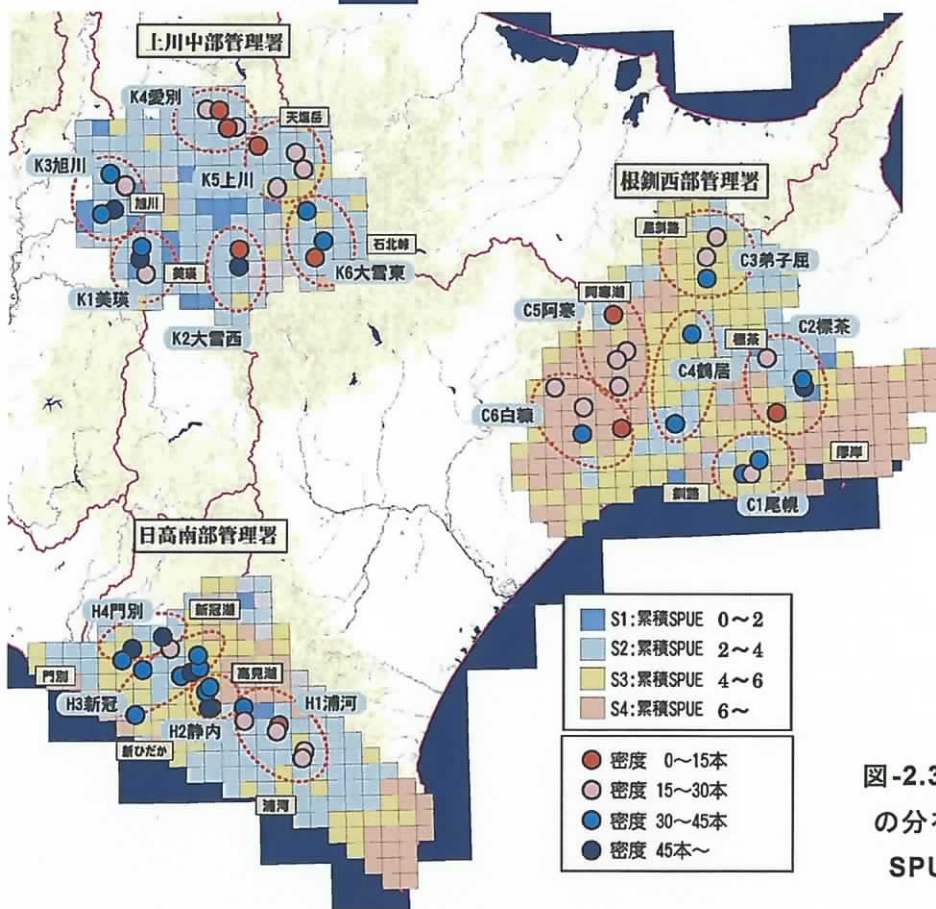 上川中部管理署
K4愛別
天塩岳
K3旭川
K5上川
旭川
石北峠
K6大雪東
美瑛
K1美瑛
K2大雪西
根釧西部管理署
屈斜路
C3弟子屈
阿寒湖
C5阿寒
C2標茶
標茶
C4鶴居
C6白糠
厚岸
釧路
C1尾幌
日高南部管理署
H4門別
新冠湖
門別
高見湖
H1浦河
H3新冠
H2静内
新ひだか
浦河
S1:累積SPUE 0～2
S2:累積SPUE 2～4
S3:累積SPUE 4～6
S4:累積SPUE 6～
密度 0～15本
密度 15～30本
密度 30～45本
密度 45本～
図-2.3
の分
SPU